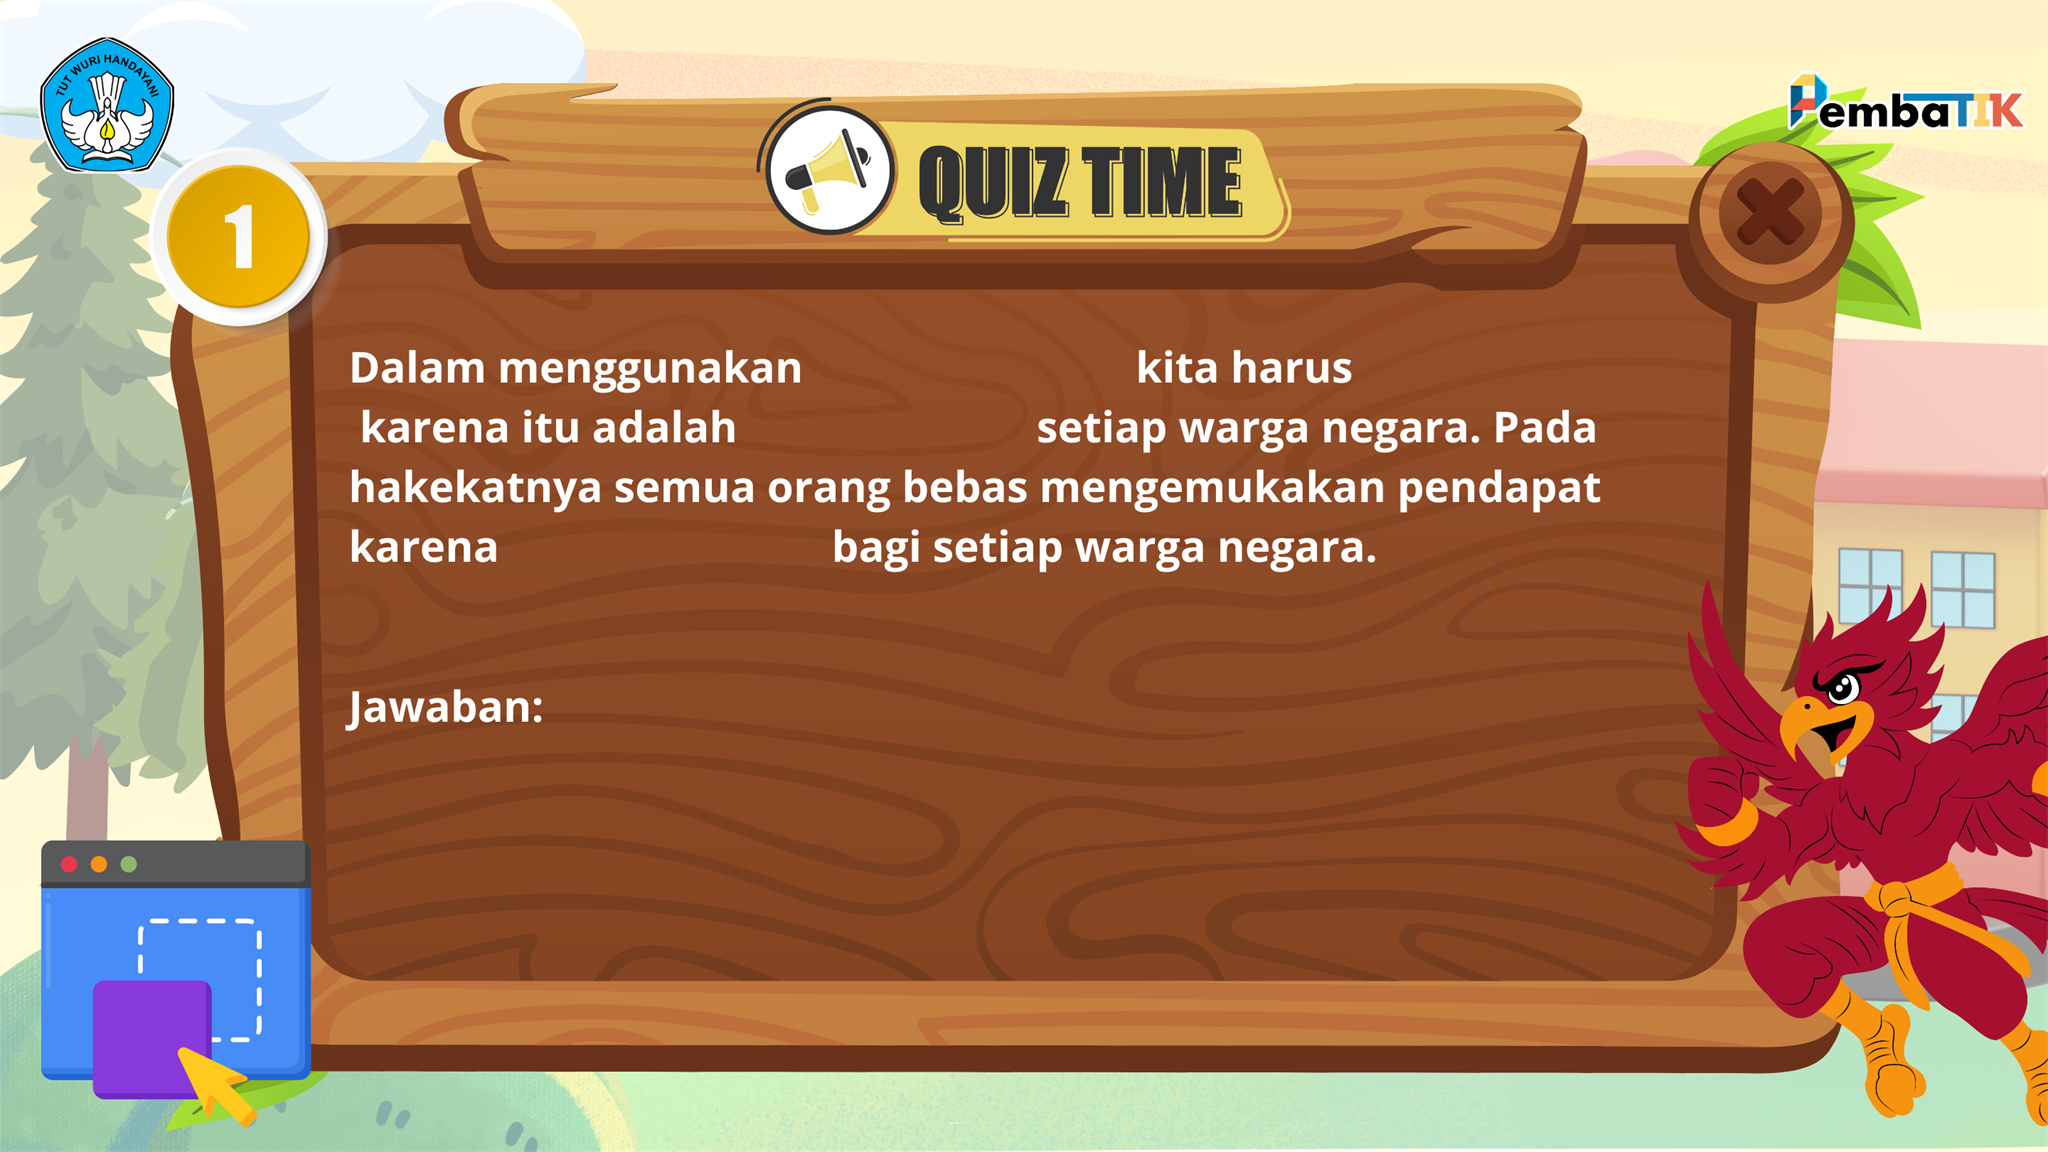 TUT WURI HANDAYANI
PembaTIK
1
QUIZ TIME
Dalam menggunakan kita harus
karena itu adalah setiap warga negara. Pada
hakekatnya semua orang bebas mengemukakan pendapat
karena bagi setiap warga negara.
Jawaban: